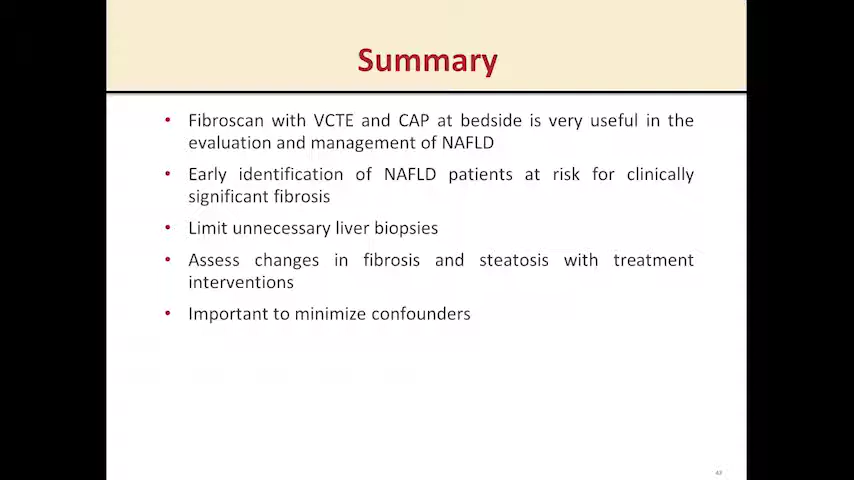 Summary
• Fibroscan with VCTE and CAP at bedside is very useful in the
evaluation and management of NAFLD
• Early identification of NAFLD patients at risk for clinically
significant fibrosis
• Limit unnecessary liver biopsies
• Assess changes in fibrosis and steatosis with treatment
interventions
• Important to minimize confounders